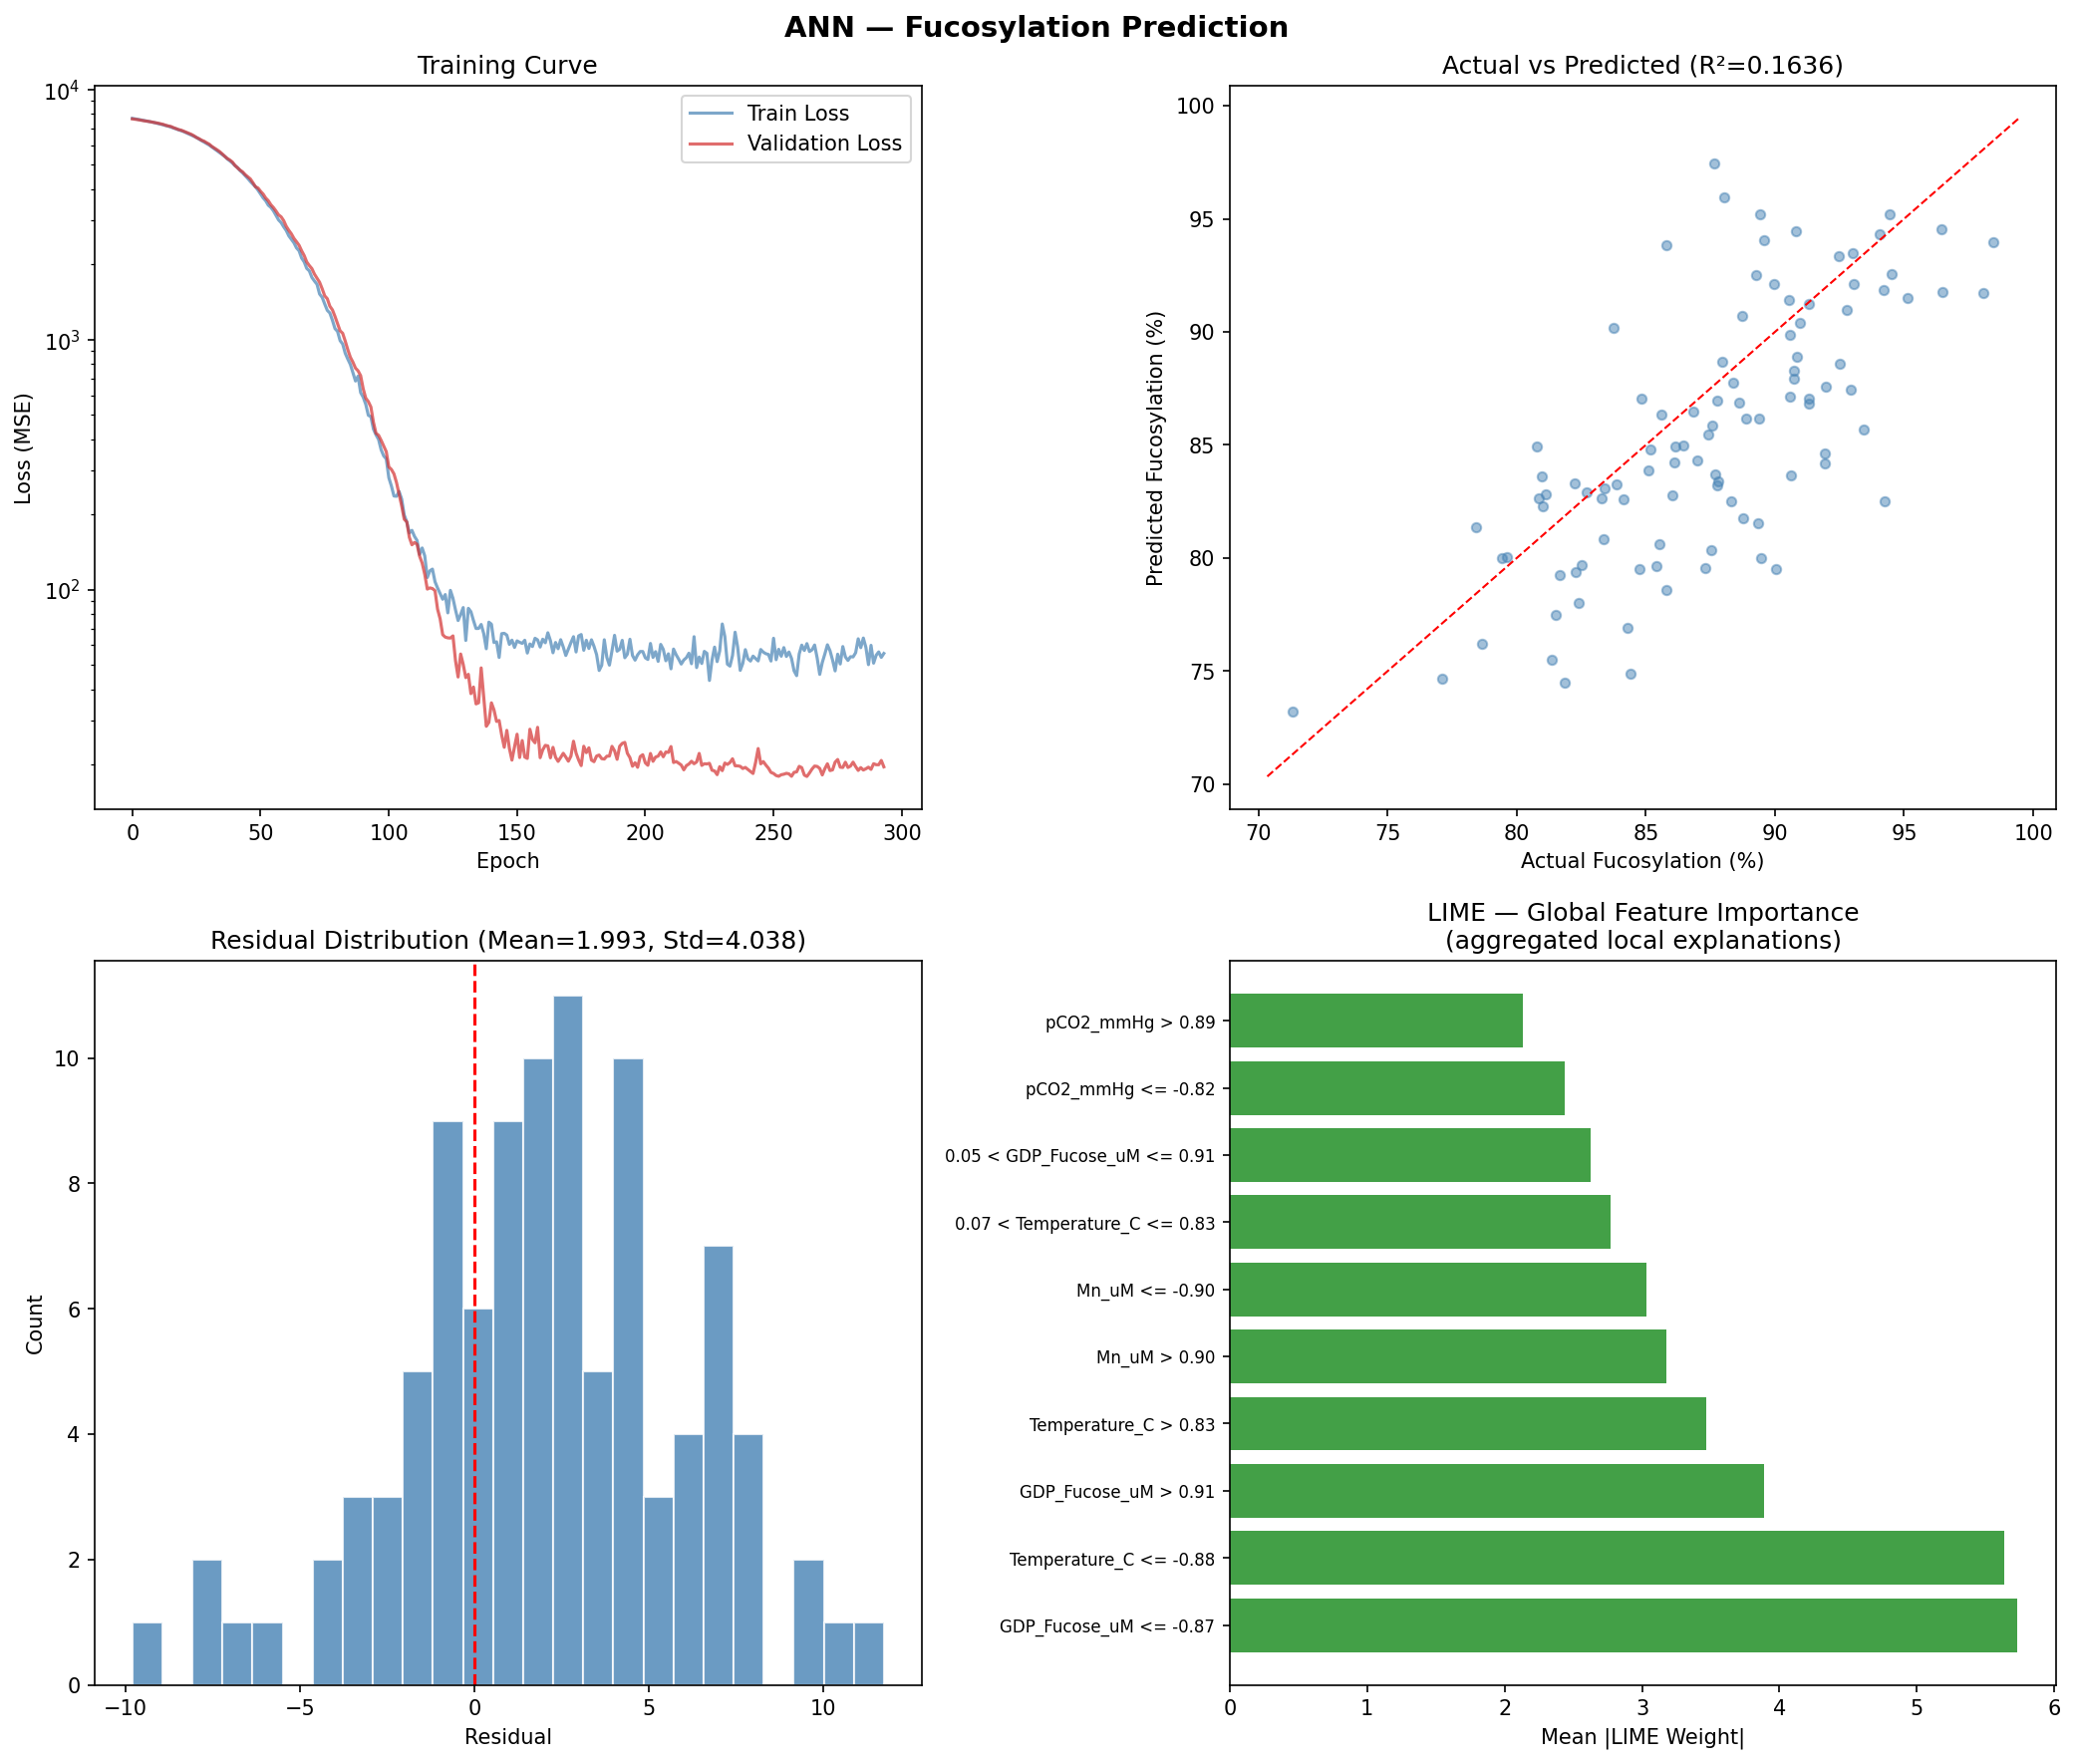 ANN — Fucosylation Prediction
Training Curve
10⁴
10³
10²
Loss (MSE)
Train Loss
Validation Loss
0 50 100 150 200 250 300
Epoch
Actual vs Predicted (R²=0.1636)
100
95
90
85
80
75
70
Predicted Fucosylation (%)
70 75 80 85 90 95 100
Actual Fucosylation (%)
Residual Distribution (Mean=1.993, Std=4.038)
10
8
6
4
2
0
Count
−10 −5 0 5 10
Residual
LIME — Global Feature Importance
(aggregated local explanations)
pCO2_mmHg > 0.89
pCO2_mmHg <= -0.82
0.05 < GDP_Fucose_uM <= 0.91
0.07 < Temperature_C <= 0.83
Mn_uM <= -0.90
Mn_uM > 0.90
Temperature_C > 0.83
GDP_Fucose_uM > 0.91
Temperature_C <= -0.88
GDP_Fucose_uM <= -0.87
0 1 2 3 4 5 6
Mean |LIME Weight|